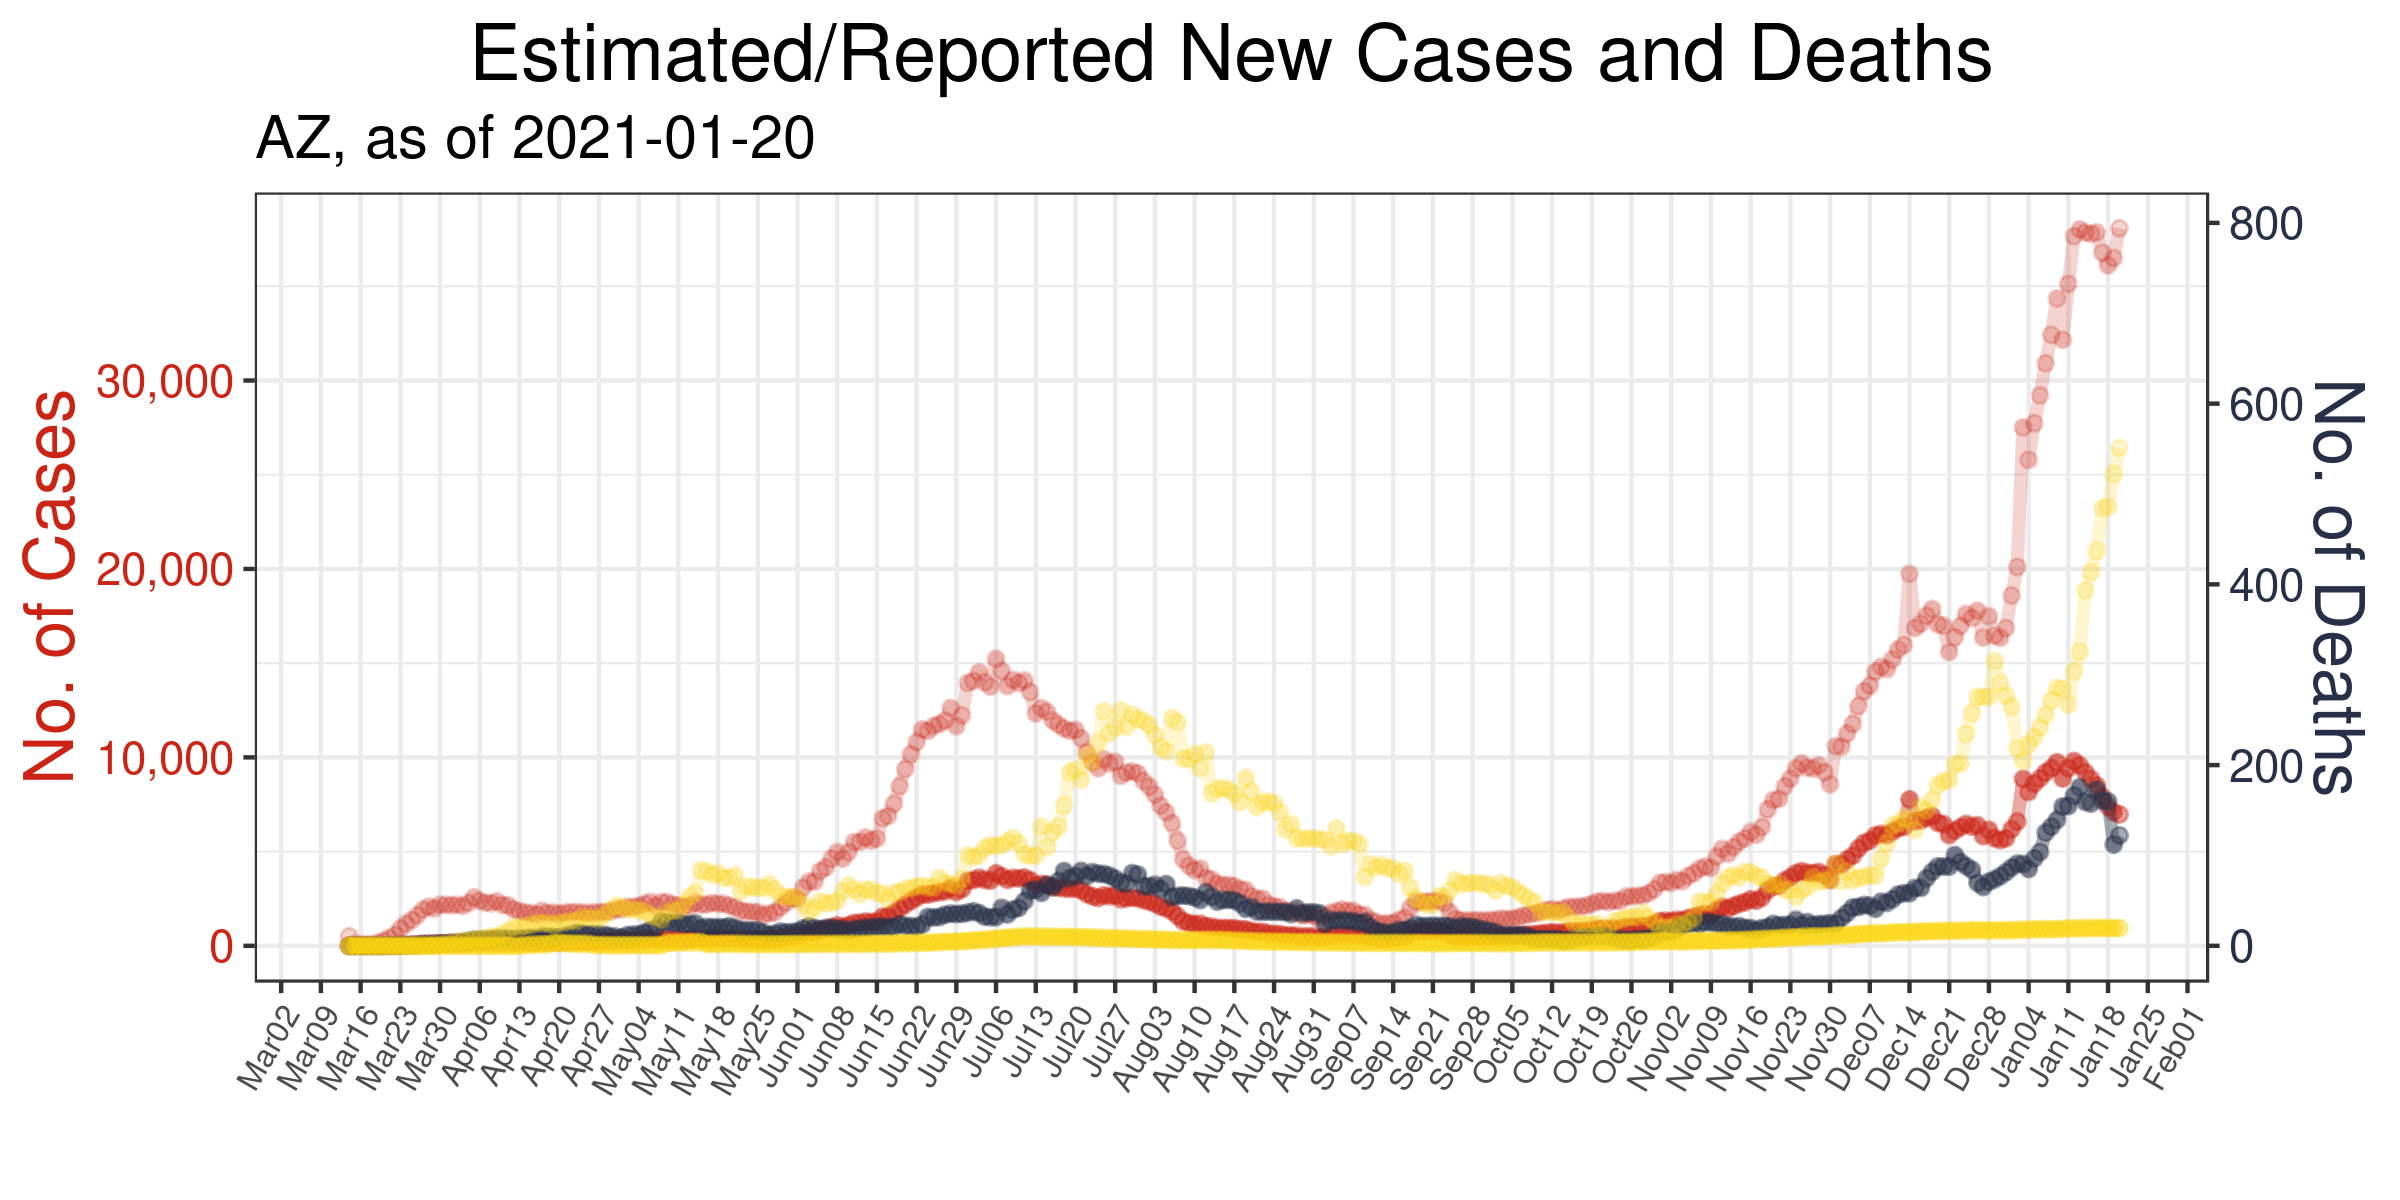 Estimated/Reported New Cases and Deaths
AZ, as of 2021-01-20
No. of Cases
30,000
20,000
10,000
0
800
600
400
200
0
No. of Deaths
Mar02
Mar09
Mar16
Mar23
Mar30
Apr06
Apr13
Apr20
Apr27
May04
May11
May18
May25
Jun01
Jun08
Jun15
Jun22
Jun29
Jul06
Jul13
Jul20
Jul27
Aug03
Aug10
Aug17
Aug24
Aug31
Sep07
Sep14
Sep21
Sep28
Oct05
Oct12
Oct19
Oct26
Nov02
Nov09
Nov16
Nov23
Nov30
Dec07
Dec14
Dec21
Dec28
Jan04
Jan11
Jan18
Jan25
Feb01